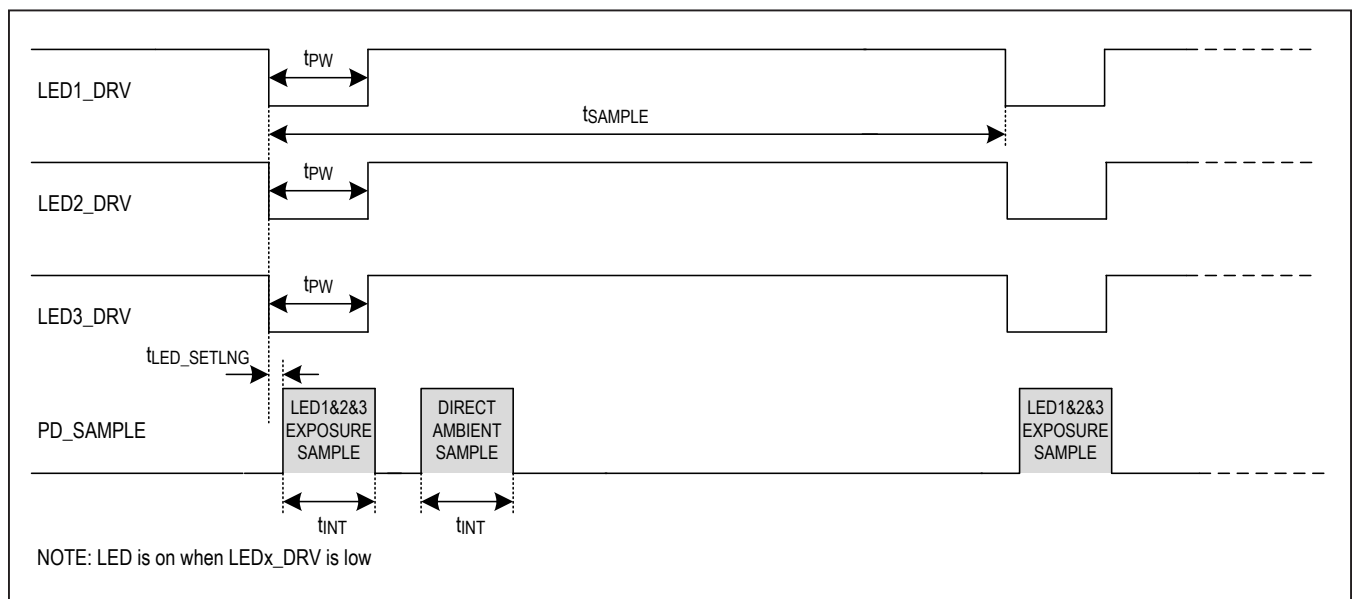 tPW
LED1_DRV
tSAMPLE
tPW
LED2_DRV
tPW
LED3_DRV
tLED_SETLNG
PD_SAMPLE
LED1&2&3
EXPOSURE
SAMPLE
DIRECT
AMBIENT
SAMPLE
LED1&2&3
EXPOSURE
SAMPLE
tINT
tINT
NOTE: LED is on when LEDx_DRV is low